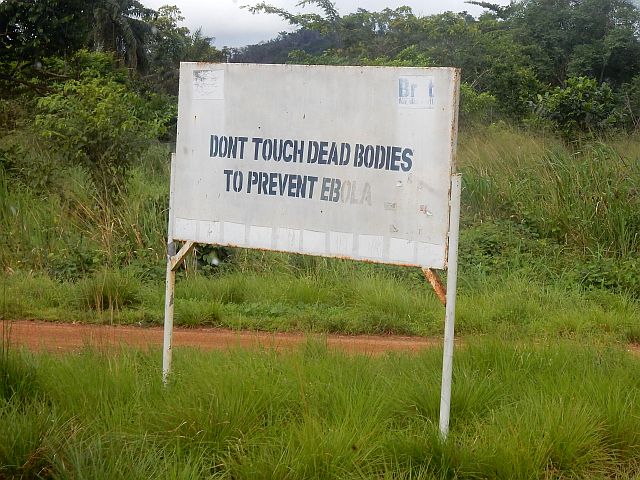 DONT TOUCH DEAD BODIES
TO PREVENT EBOLA